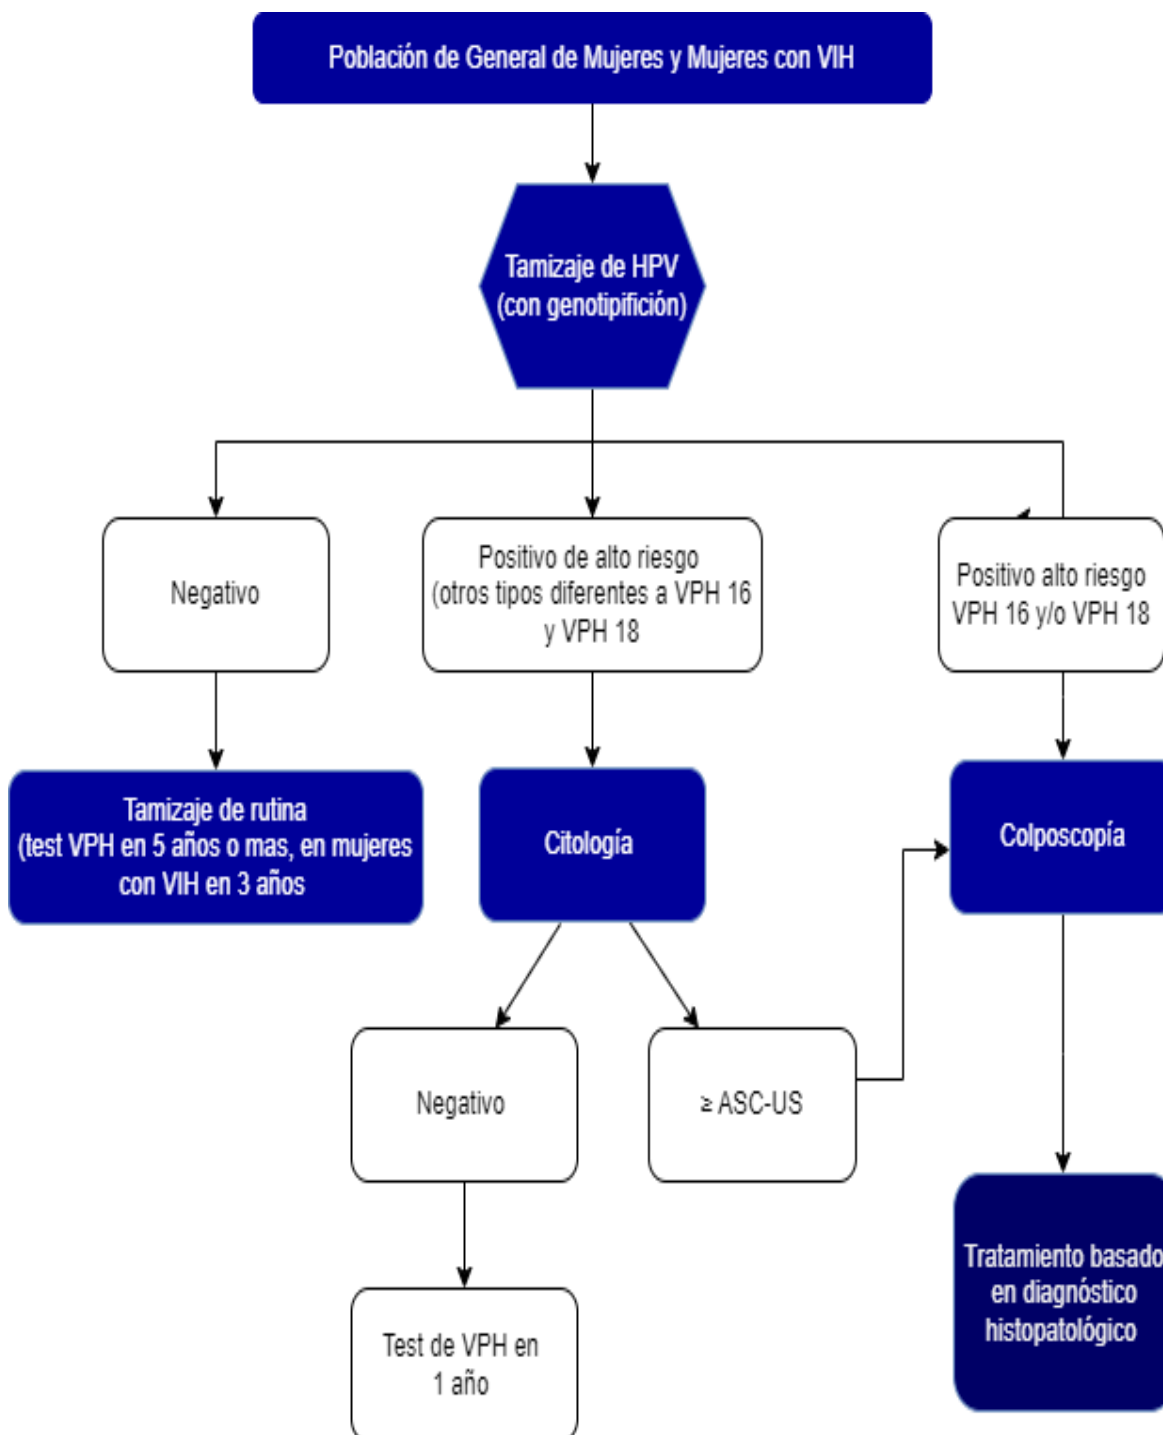 Población de General de Mujeres y Mujeres con VIH
Tamizaje de HPV
(con genotipifición)
Negativo
Positivo de alto riesgo
(otros tipos diferentes a VPH 16
y VPH 18
Positivo alto riesgo
VPH 16 y/o VPH 18
Tamizaje de rutina
(test VPH en 5 años o mas, en mujeres
con VIH en 3 años
Citología
Colposcopía
Negativo
≥ ASC-US
Tratamiento basado
en diagnóstico
histopatológico
Test de VPH en
1 año